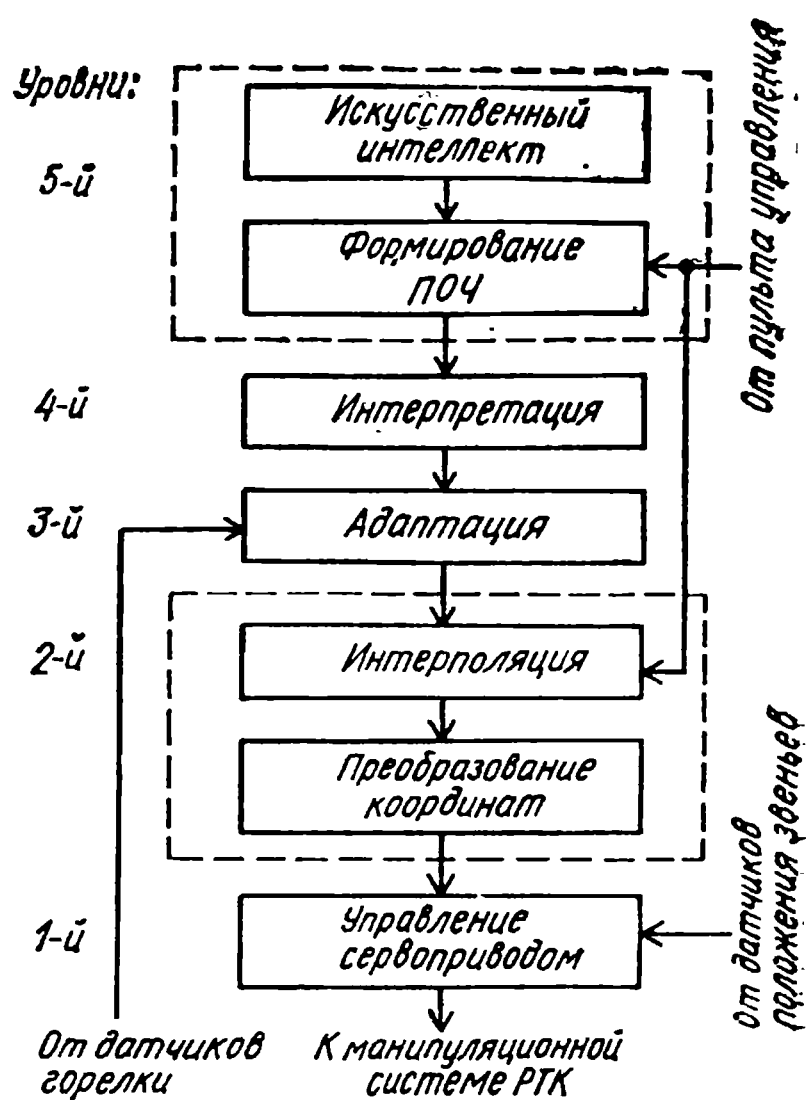 Уровни:
Искусственный
интеллект
5-й
Формирование
ПОЧ
От пульта управления
4-й
Интерпретация
3-й
Адаптация
2-й
Интерполяция
Преобразование
координат
От датчиков
положения звеньев
1-й
Управление
сервоприводом
От датчиков
горелки
К манипуляционной
системе РТК